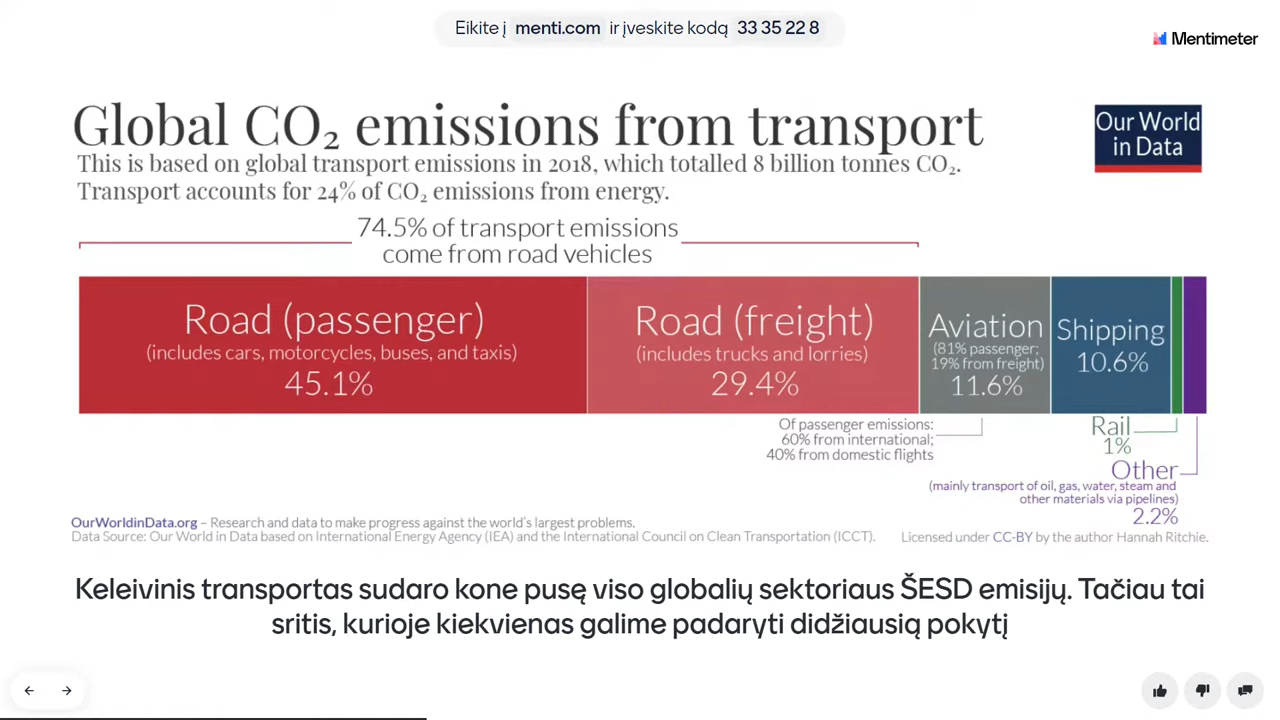 Eikite į menti.com ir įveskite kodą 33 35 22 8
Mentimeter
Global CO₂ emissions from transport
Our World
in Data
This is based on global transport emissions in 2018, which totalled 8 billion tonnes CO₂.
Transport accounts for 24% of CO₂ emissions from energy.
74.5% of transport emissions
come from road vehicles
Road (passenger)
(includes cars, motorcycles, buses, and taxis)
45.1%
Road (freight)
(includes trucks and lorries)
29.4%
Aviation
(81% passenger;
19% from freight)
11.6%
Shipping
10.6%
Of passenger emissions:
60% from international;
40% from domestic flights
Rail
1%
Other
(mainly transport of oil, gas, water, steam and
other materials via pipelines)
2.2%
OurWorldinData.org – Research and data to make progress against the world's largest problems.
Data Source: Our World in Data based on International Energy Agency (IEA) and the International Council on Clean Transportation (ICCT).
Licensed under CC-BY by the author Hannah Ritchie.
Keleivinis transportas sudaro kone pusę viso globalių sektoriaus ŠESD emisijų. Tačiau tai
sritis, kurioje kiekvienas galime padaryti didžiausią pokytį